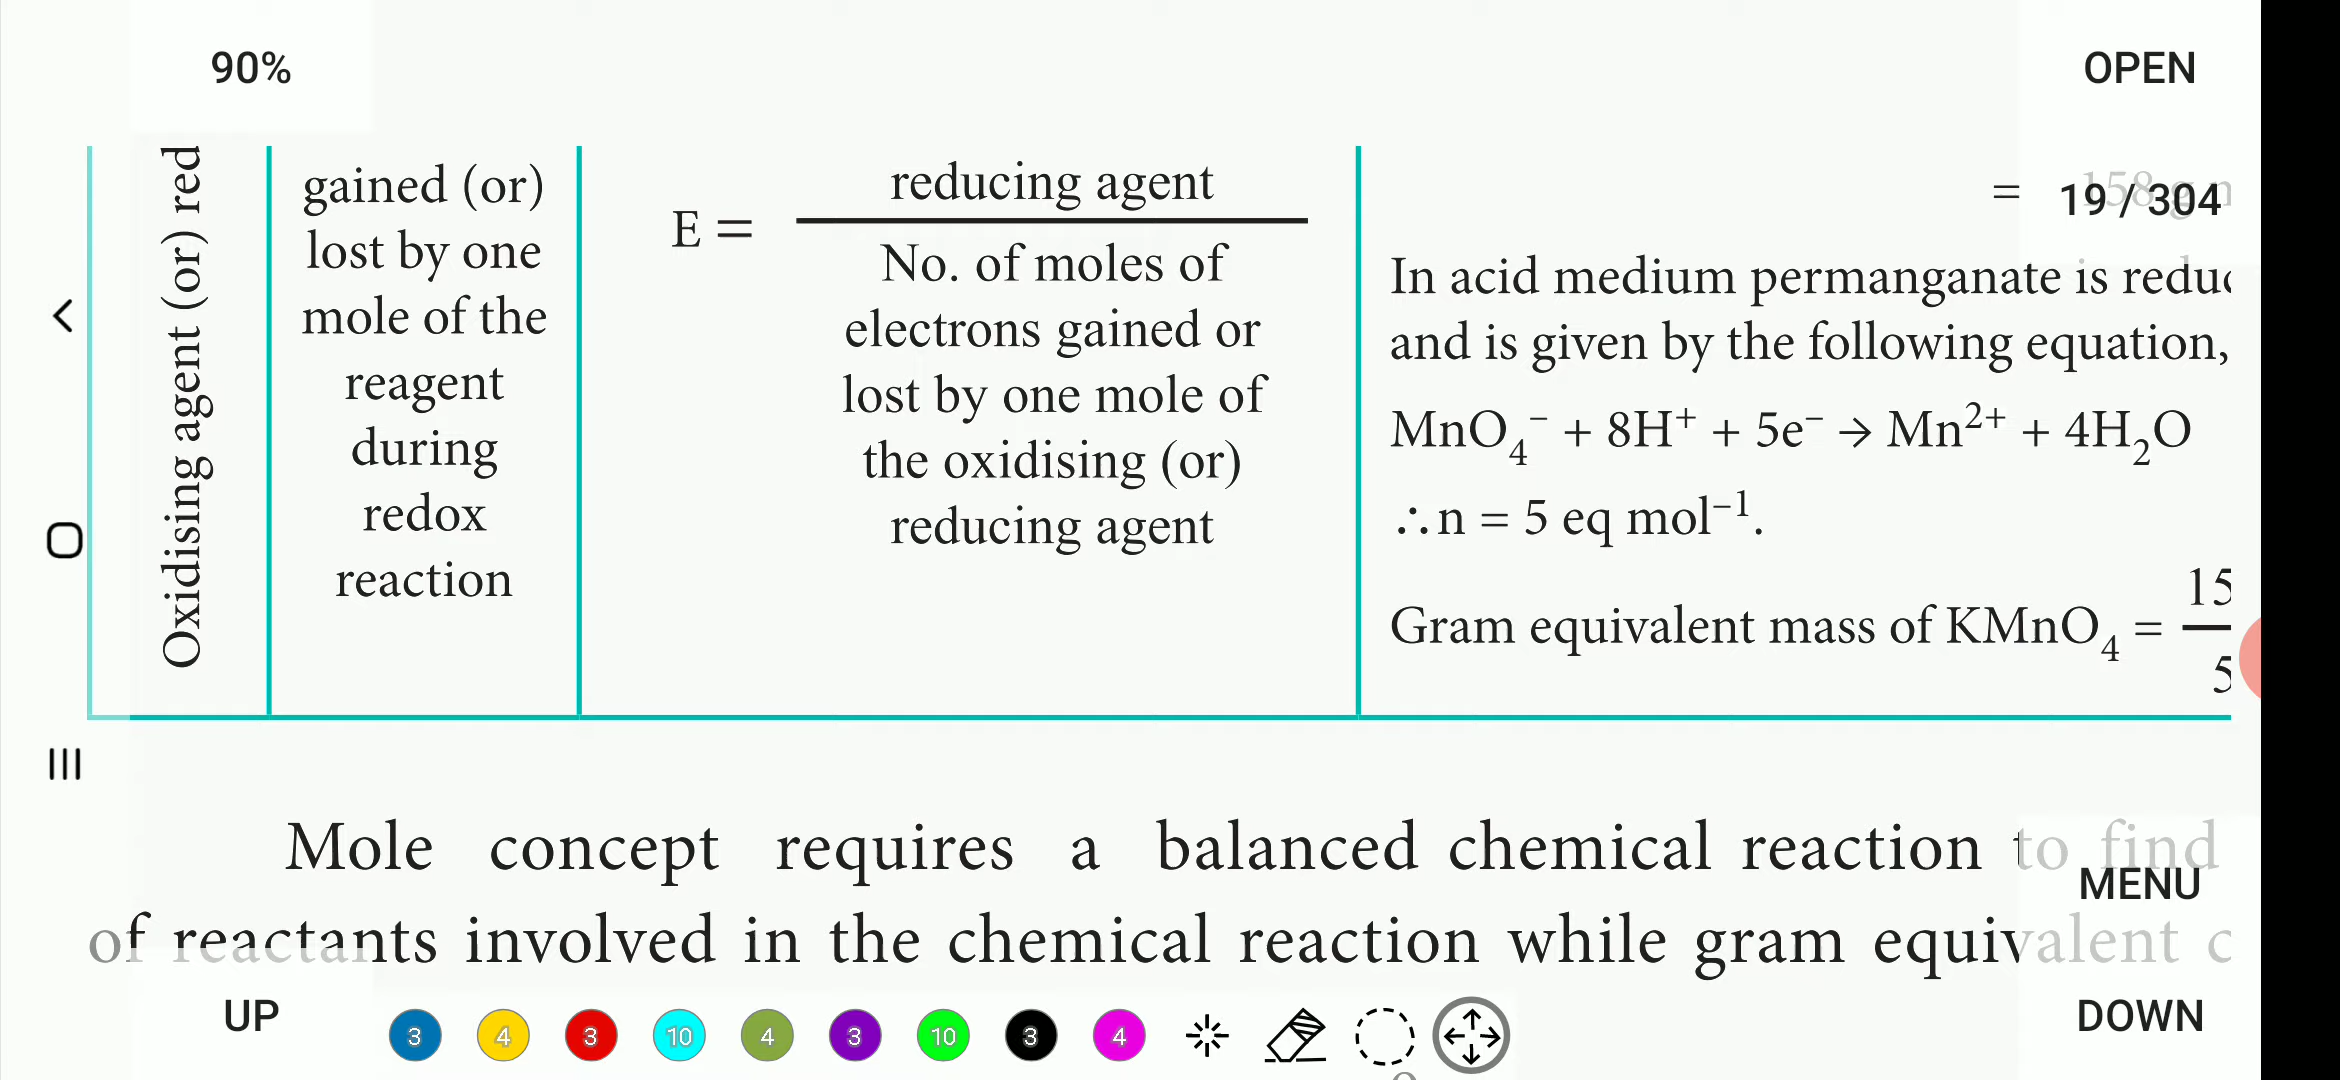 90%
OPEN
Oxidising agent (or) red
gained (or)
lost by one
mole of the
reagent
during
redox
reaction
E = reducing agent
No. of moles of
electrons gained or
lost by one mole of
the oxidising (or)
reducing agent
= 158 g
19 / 304
In acid medium permanganate is reduc
and is given by the following equation,
MnO₄⁻ + 8H⁺ + 5e⁻ → Mn²⁺ + 4H₂O
∴ n = 5 eq mol⁻¹.
Gram equivalent mass of KMnO₄ = 15
5
Mole concept requires a balanced chemical reaction to find
MENU
of reactants involved in the chemical reaction while gram equivalent c
UP
3 4 3 10 4 3 10 3 4
DOWN